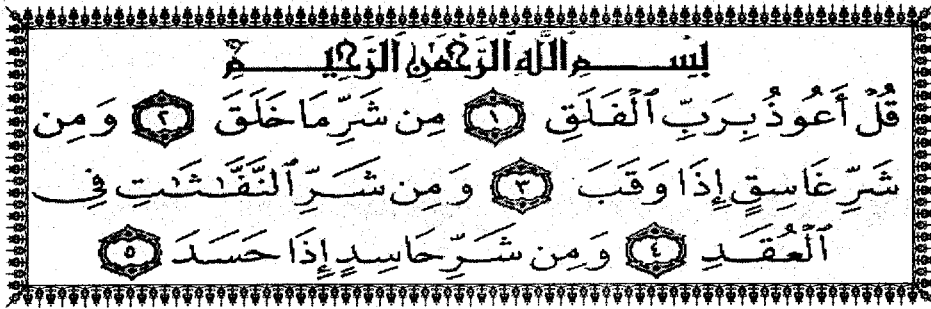 بِسْمِ ٱللَّهِ ٱلرَّحْمَٰنِ ٱلرَّحِيمِ
قُلْ أَعُوذُ بِرَبِّ ٱلْفَلَقِ ١ مِن شَرِّ مَا خَلَقَ ٢ وَمِن
شَرِّ غَاسِقٍ إِذَا وَقَبَ ٣ وَمِن شَرِّ ٱلنَّفَّٰثَٰتِ فِى
ٱلْعُقَدِ ٤ وَمِن شَرِّ حَاسِدٍ إِذَا حَسَدَ ٥